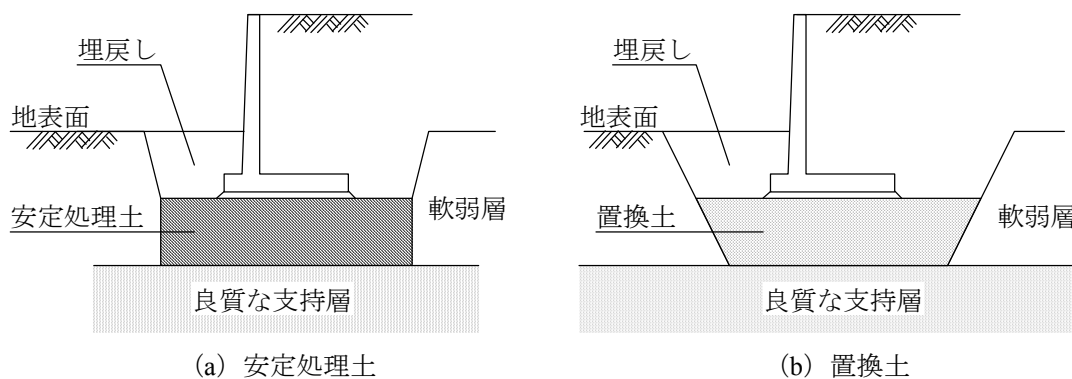 埋戻し
地表面
安定処理土
軟弱層
良質な支持層
(a) 安定処理土
埋戻し
地表面
置換土
軟弱層
良質な支持層
(b) 置換土